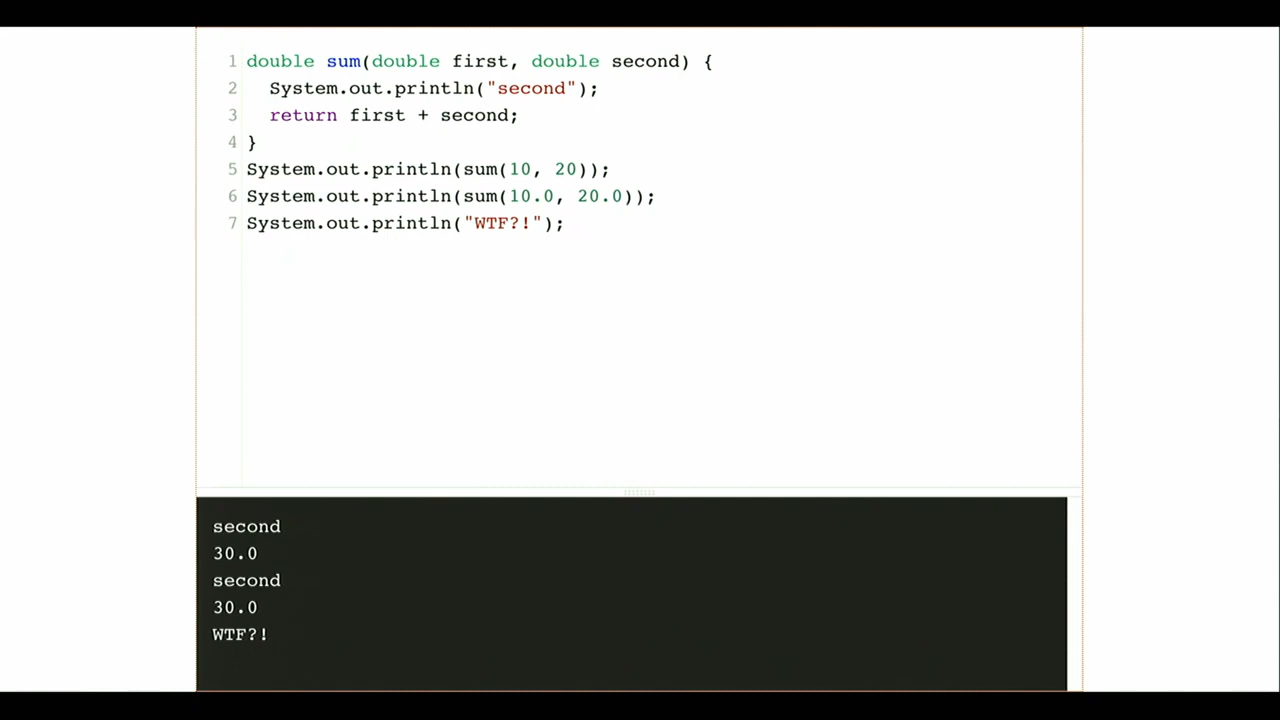 1 double sum(double first, double second) {
2   System.out.println("second");
3   return first + second;
4 }
5 System.out.println(sum(10, 20));
6 System.out.println(sum(10.0, 20.0));
7 System.out.println("WTF?!");
second
30.0
second
30.0
WTF?!